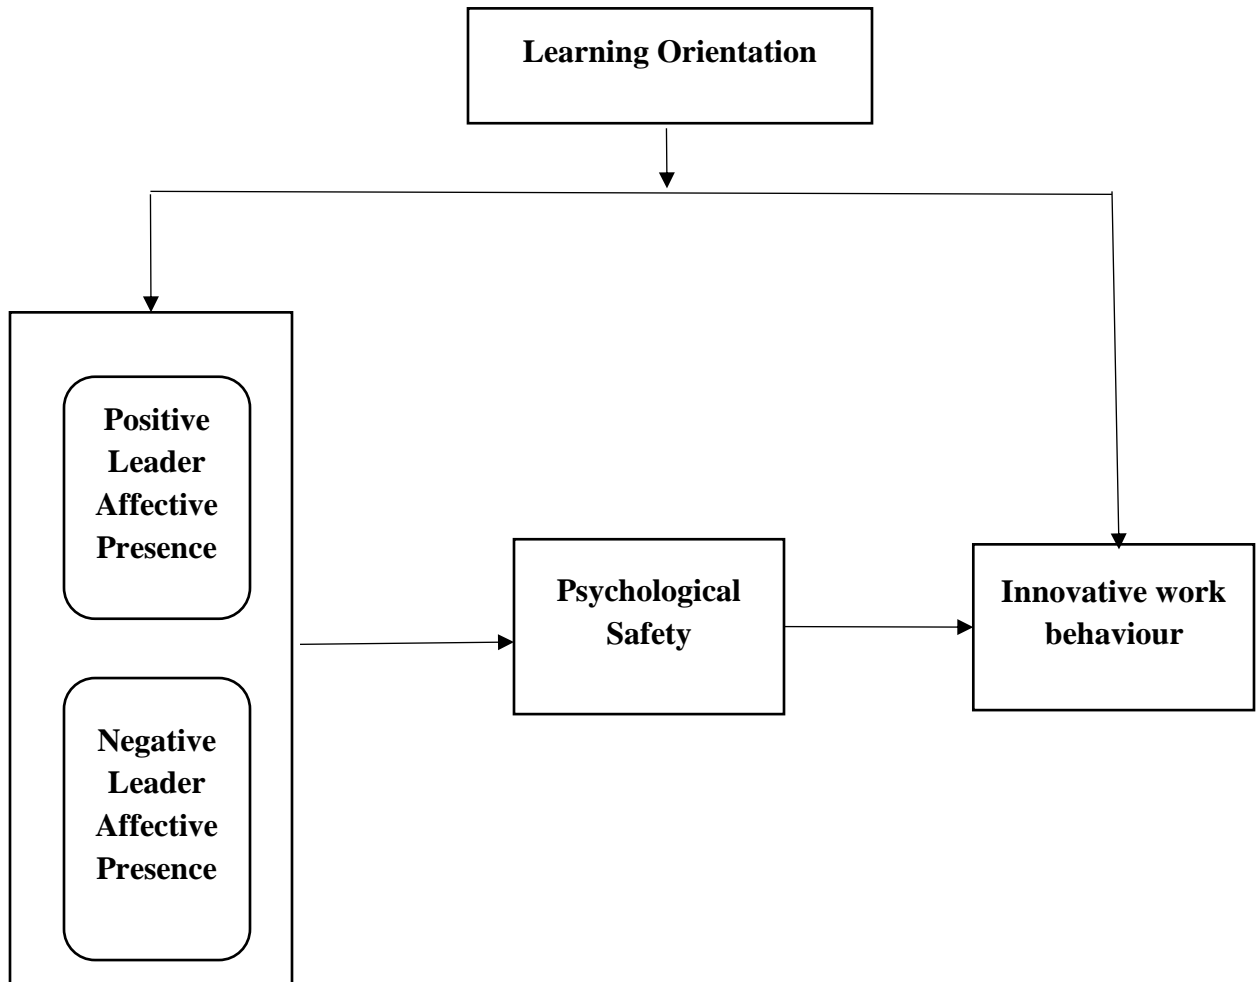 Learning Orientation
Positive
Leader
Affective
Presence
Psychological
Safety
Innovative work
behaviour
Negative
Leader
Affective
Presence